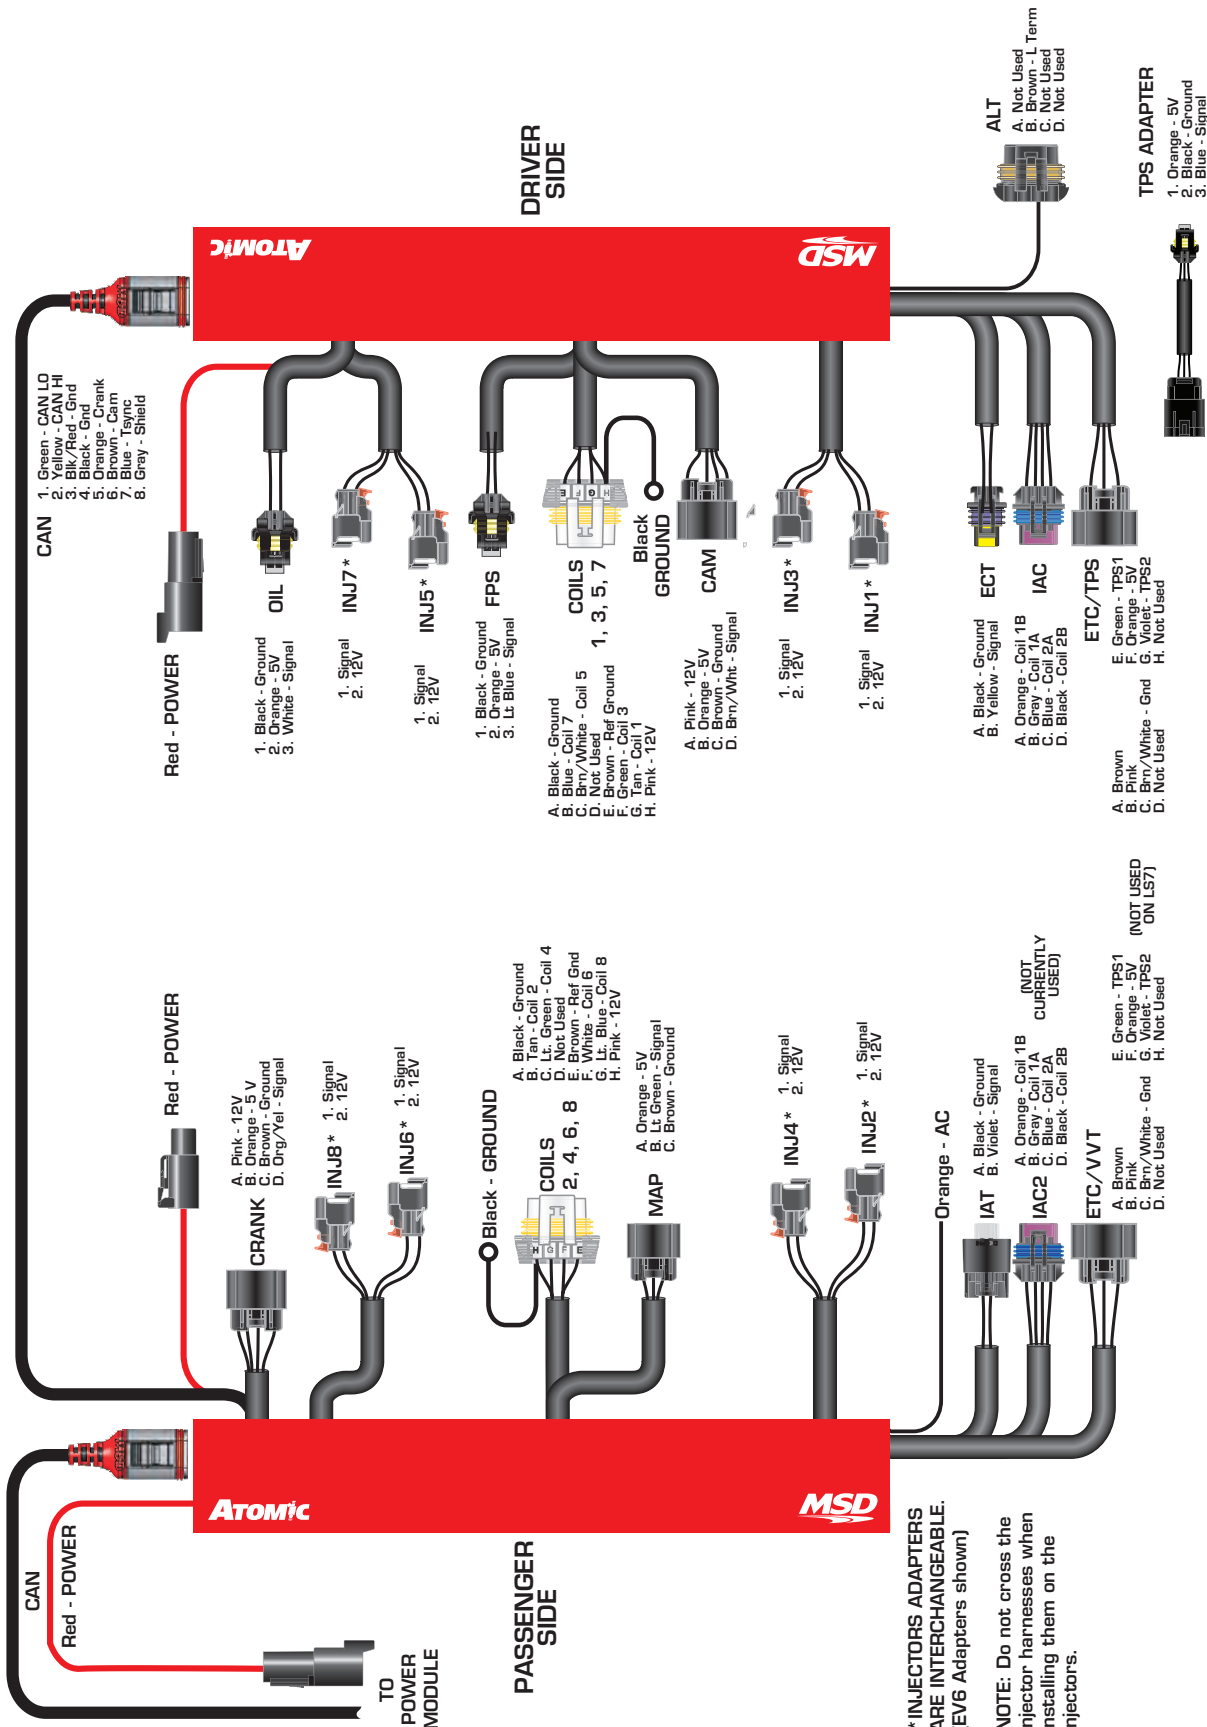 CAN
1. Green - CAN LO
2. Yellow - CAN HI
3. Blk/Red - Gnd
4. Black - Gnd
5. Orange - Crank
6. Brown - Cam
7. Blue - Tsync
8. Gray - Shield
CAN
Red - POWER
TO
POWER
MODULE
PASSENGER
SIDE
ATOMIC
MSD
Red - POWER
CRANK
A. Pink - 12V
B. Orange - 5 V
C. Brown - Ground
D. Org/Yel - Signal
INJ8*
1. Signal
2. 12V
INJ6*
1. Signal
2. 12V
Black - GROUND
COILS
2, 4, 6, 8
H G F E
A. Black - Ground
B. Tan - Coil 2
C. Lt. Green - Coil 4
D. Not Used
E. Brown - Ref Gnd
F. White - Coil 6
G. Lt. Blue - Coil 8
H. Pink - 12V
MAP
A. Orange - 5V
B. Lt Green - Signal
C. Brown - Ground
INJ4*
1. Signal
2. 12V
INJ2*
1. Signal
2. 12V
Orange - AC
IAT
A. Black - Ground
B. Violet - Signal
IAC2
A. Orange - Coil 1B
B. Gray - Coil 1A
C. Blue - Coil 2A
D. Black - Coil 2B
(NOT
CURRENTLY
USED)
ETC/VVT
A. Brown
B. Pink
C. Brn/White - Gnd
D. Not Used
E. Green - TPS1
F. Orange - 5V
G. Violet - TPS2
H. Not Used
(NOT USED
ON LS7)
DRIVER
SIDE
ATOMIC
MSD
Red - POWER
OIL
1. Black - Ground
2. Orange - 5V
3. White - Signal
INJ7*
1. Signal
2. 12V
INJ5*
1. Signal
2. 12V
FPS
1. Black - Ground
2. Orange - 5V
3. Lt Blue - Signal
COILS
1, 3, 5, 7
E F G H
A. Black - Ground
B. Blue - Coil 7
C. Brn/White - Coil 5
D. Not Used
E. Brown - Ref Ground
F. Green - Coil 3
G. Tan - Coil 1
H. Pink - 12V
Black
GROUND
CAM
A. Pink - 12V
B. Orange - 5V
C. Brown - Ground
D. Brn/Wht - Signal
INJ3*
1. Signal
2. 12V
INJ1*
1. Signal
2. 12V
ECT
A. Black - Ground
B. Yellow - Signal
IAC
A. Orange - Coil 1B
B. Gray - Coil 1A
C. Blue - Coil 2A
D. Black - Coil 2B
ETC/TPS
A. Brown
B. Pink
C. Brn/White - Gnd
D. Not Used
E. Green - TPS1
F. Orange - 5V
G. Violet - TPS2
H. Not Used
ALT
A. Not Used
B. Brown - L Term
C. Not Used
D. Not Used
TPS ADAPTER
1. Orange - 5V
2. Black - Ground
3. Blue - Signal
*INJECTORS ADAPTERS
ARE INTERCHANGEABLE.
(EV6 Adapters shown)
NOTE: Do not cross the
njector harnesses when
nstalling them on the
njectors.